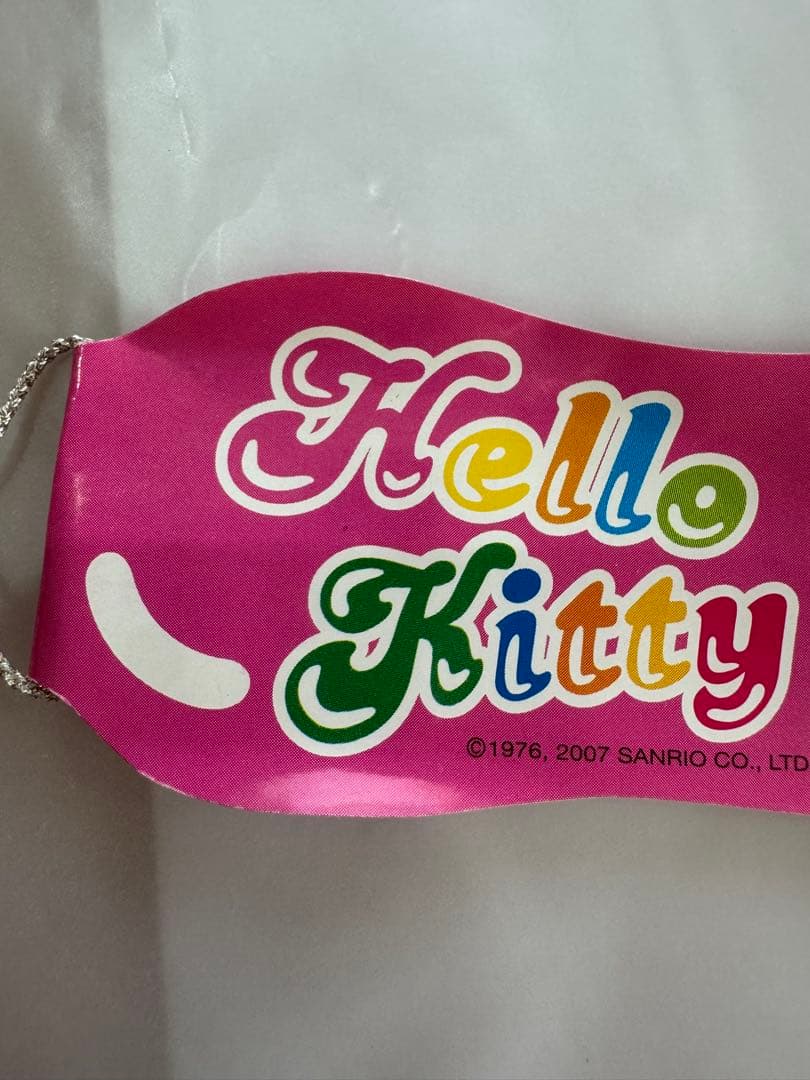 Hello
Kitty
©1976, 2007 SANRIO CO., LTD